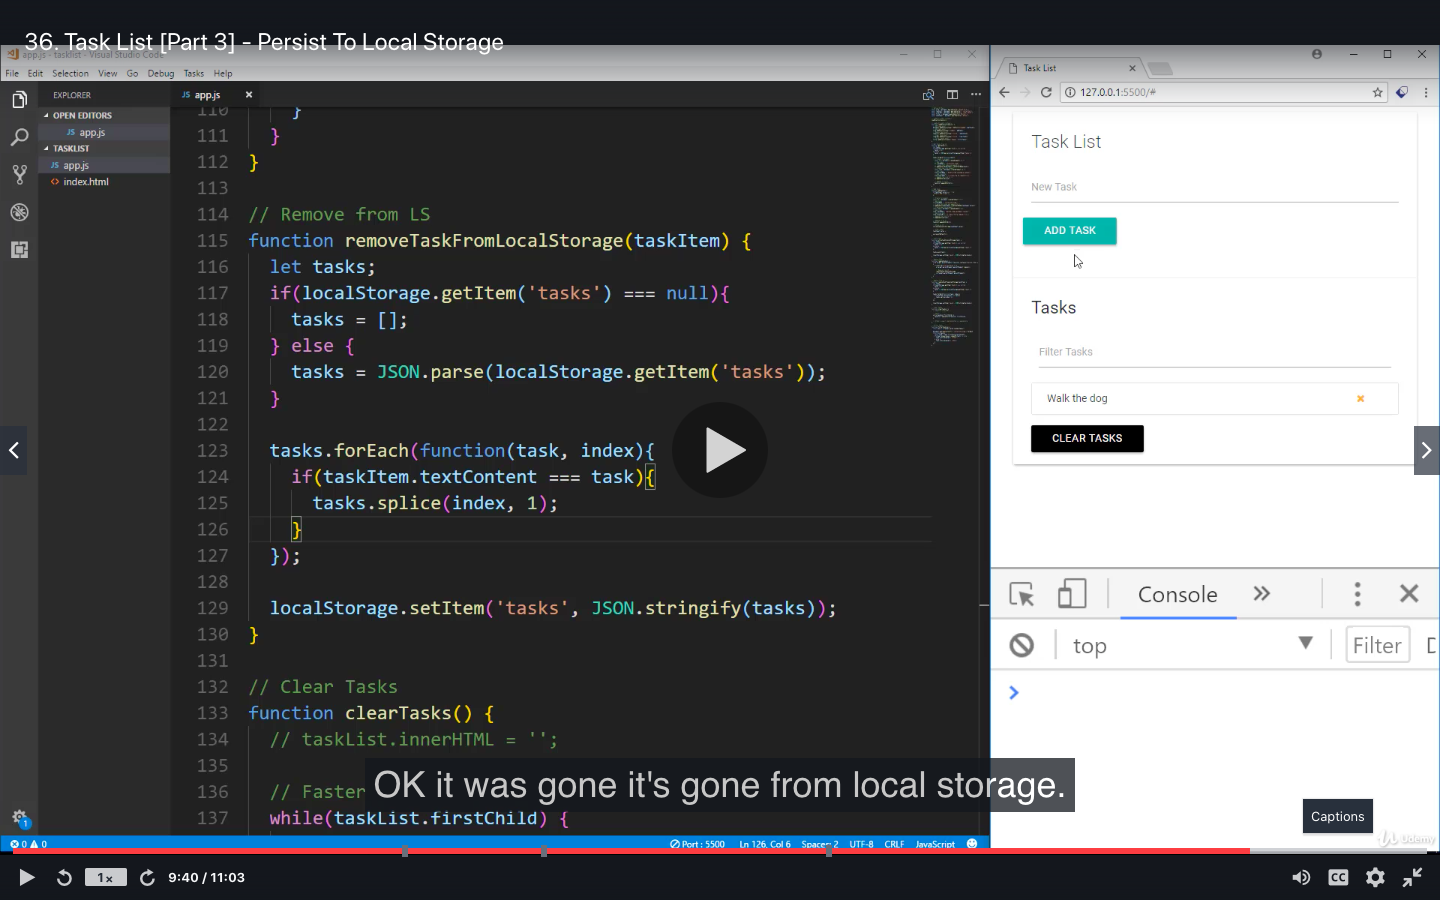 36. Task List [Part 3] - Persist To Local Storage
app.js - tasklist - Visual Studio Code
File Edit Selection View Go Debug Tasks Help
EXPLORER
OPEN EDITORS
JS app.js
TASKLIST
JS app.js
<> index.html
JS app.js ×
110 }
111 }
112 }
113
114 // Remove from LS
115 function removeTaskFromLocalStorage(taskItem) {
116 let tasks;
117 if(localStorage.getItem('tasks') === null){
118 tasks = [];
119 } else {
120 tasks = JSON.parse(localStorage.getItem('tasks'));
121 }
122
123 tasks.forEach(function(task, index){
124 if(taskItem.textContent === task){
125 tasks.splice(index, 1);
126 }
127 });
128
129 localStorage.setItem('tasks', JSON.stringify(tasks));
130 }
131
132 // Clear Tasks
133 function clearTasks() {
134 // taskList.innerHTML = '';
135
136 // Faster
137 while(taskList.firstChild) {
1
0 0
Port : 5500 Ln 126, Col 6 Spaces: 2 UTF-8 CRLF JavaScript
Task List
127.0.0.1:5500/#
Task List
New Task
ADD TASK
Tasks
Filter Tasks
Walk the dog
CLEAR TASKS
Console
top Filter D
OK it was gone it's gone from local storage.
Captions
Udemy
1x 9:40 / 11:03 CC